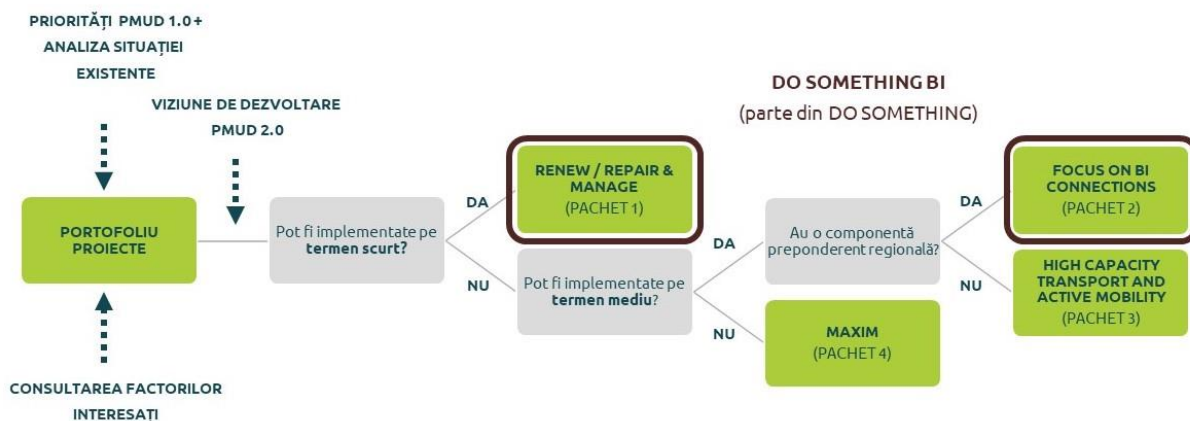 PRIORITĂȚI PMUD 1.0+
ANALIZA SITUAȚIEI
EXISTENTE
VIZIUNE DE DEZVOLTARE
PMUD 2.0
DO SOMETHING BI
(parte din DO SOMETHING)
PORTOFOLIU
PROIECTE
Pot fi implementate pe
termen scurt?
DA
NU
RENEW / REPAIR &
MANAGE
(PACHET 1)
Pot fi implementate pe
termen mediu?
DA
NU
Au o componentă
preponderent regională?
MAXIM
(PACHET 4)
DA
NU
FOCUS ON BI
CONNECTIONS
(PACHET 2)
HIGH CAPACITY
TRANSPORT AND
ACTIVE MOBILITY
(PACHET 3)
CONSULTAREA FACTORILOR
INTERESAȚI